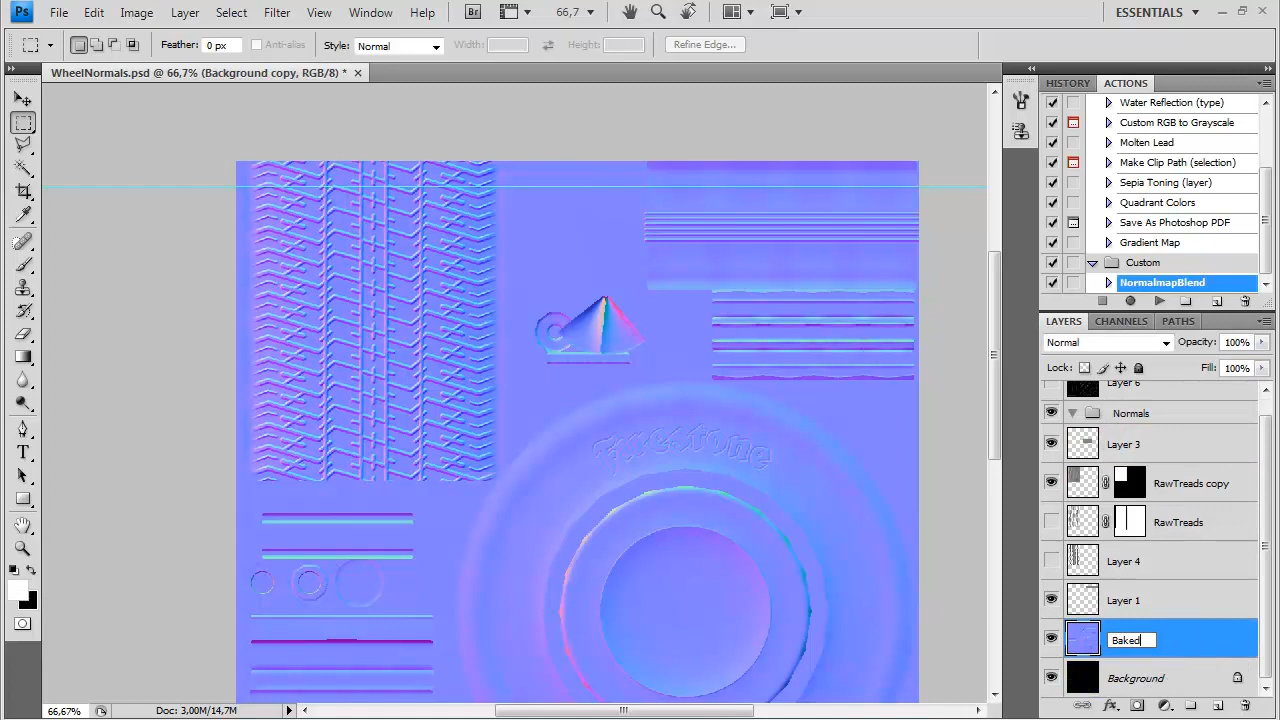 Ps File Edit Image Layer Select Filter View Window Help Br 66,7 ESSENTIALS
Feather: 0 px Anti-alias Style: Normal Width: Height: Refine Edge...
WheelNormals.psd @ 66,7% (Background copy, RGB/8) *
HISTORY ACTIONS
Water Reflection (type)
Custom RGB to Grayscale
Molten Lead
Make Clip Path (selection)
Sepia Toning (layer)
Quadrant Colors
Save As Photoshop PDF
Gradient Map
Custom
NormalmapBlend
LAYERS CHANNELS PATHS
Normal Opacity: 100%
Lock: Fill: 100%
Layer 6
Normals
Layer 3
RawTreads copy
RawTreads
Layer 4
Layer 1
Baked
Background
66,67% Doc: 3,00M/14,7M